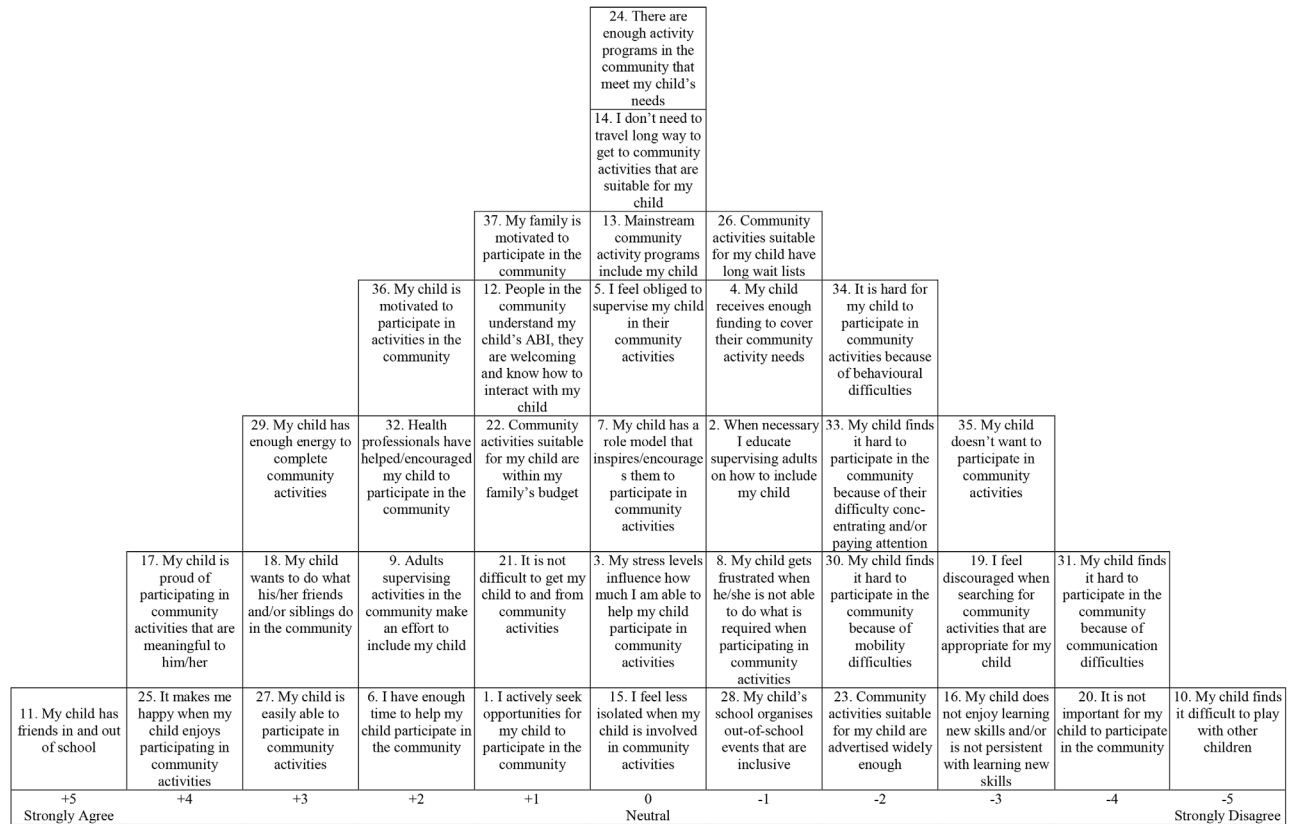 24. There are
enough activity
programs in the
community that
meet my child’s
needs
14. I don’t need to
travel long way to
get to community
activities that are
suitable for my
child
37. My family is
motivated to
participate in the
community
13. Mainstream
community
activity programs
include my child
26. Community
activities suitable
for my child have
long wait lists
36. My child is
motivated to
participate in
activities in the
community
12. People in the
community
understand my
child’s ABI, they
are welcoming
and know how to
interact with my
child
5. I feel obliged to
supervise my child
in their
community
activities
4. My child
receives enough
funding to cover
their community
activity needs
34. It is hard for
my child to
participate in
community
activities because
of behavioural
difficulties
29. My child has
enough energy to
complete
community
activities
32. Health
professionals have
helped/encouraged
my child to
participate in the
community
22. Community
activities suitable
for my child are
within my
family’s budget
7. My child has a
role model that
inspires/encourage
s them to
participate in
community
activities
2. When necessary
I educate
supervising adults
on how to include
my child
33. My child finds
it hard to
participate in the
community
because of their
difficulty conc-
entrating and/or
paying attention
35. My child
doesn’t want to
participate in
community
activities
17. My child is
proud of
participating in
community
activities that are
meaningful to
him/her
18. My child
wants to do what
his/her friends
and/or siblings do
in the community
9. Adults
supervising
activities in the
community make
an effort to
include my child
21. It is not
difficult to get my
child to and from
community
activities
3. My stress levels
influence how
much I am able to
help my child
participate in
community
activities
8. My child gets
frustrated when
he/she is not able
to do what is
required when
participating in
community
activities
30. My child finds
it hard to
participate in the
community
because of
mobility
difficulties
19. I feel
discouraged when
searching for
community
activities that are
appropriate for my
child
31. My child finds
it hard to
participate in the
community
because of
communication
difficulties
11. My child has
friends in and out
of school
25. It makes me
happy when my
child enjoys
participating in
community
activities
27. My child is
easily able to
participate in
community
activities
6. I have enough
time to help my
child participate in
the community
1. I actively seek
opportunities for
my child to
participate in the
community
15. I feel less
isolated when my
child is involved
in community
activities
28. My child’s
school organises
out-of-school
events that are
inclusive
23. Community
activities suitable
for my child are
advertised widely
enough
16. My child does
not enjoy learning
new skills and/or
is not persistent
with learning new
skills
20. It is not
important for my
child to participate
in the community
10. My child finds
it difficult to play
with other
children
+5 +4 +3 +2 +1 0 -1 -2 -3 -4 -5
Strongly Agree Neutral Strongly Disagree